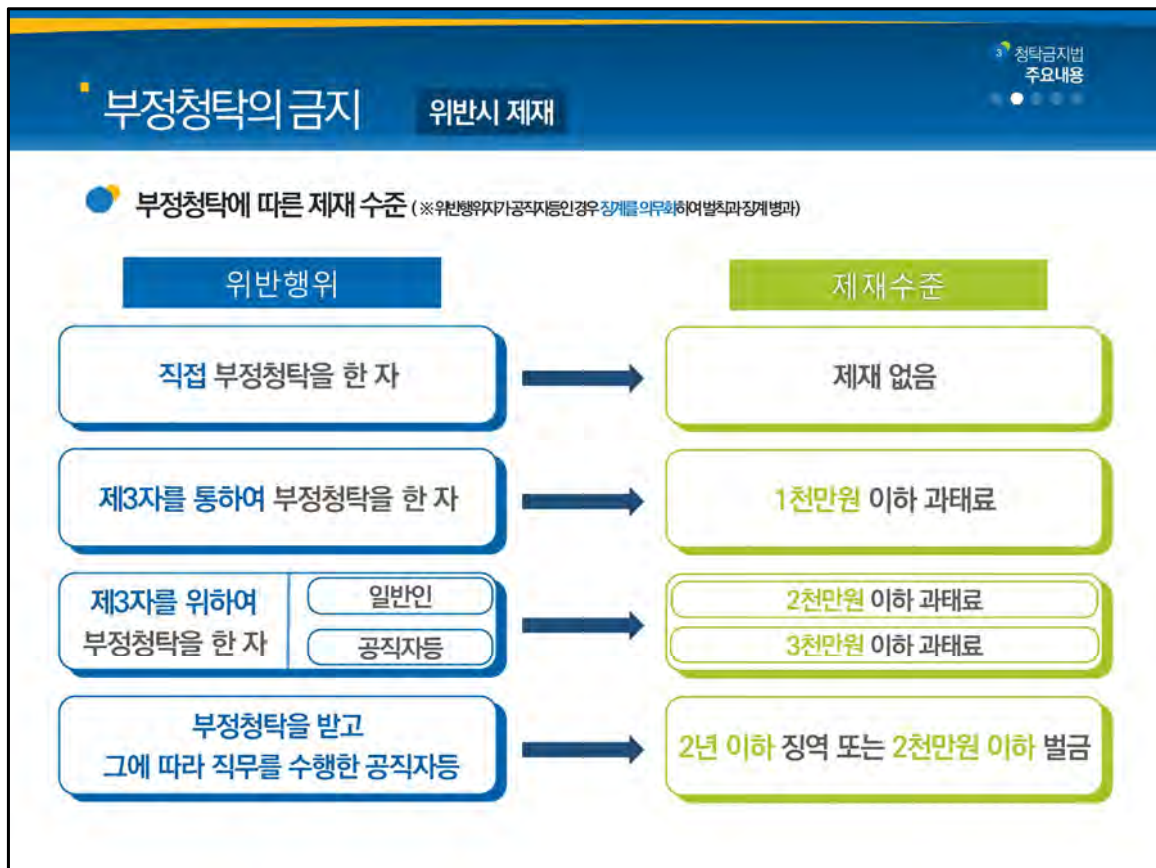 3 청탁금지법
주요내용
부정청탁의 금지 위반시 제재
부정청탁에 따른 제재 수준 ( ※ 위반행위자가 공직자등인 경우 징계를 의무화하여 벌칙과 징계 병과)
위반행위
제재수준
직접 부정청탁을 한 자
제재 없음
제3자를 통하여 부정청탁을 한 자
1천만원 이하 과태료
제3자를 위하여
부정청탁을 한 자
일반인
공직자등
2천만원 이하 과태료
3천만원 이하 과태료
부정청탁을 받고
그에 따라 직무를 수행한 공직자등
2년 이하 징역 또는 2천만원 이하 벌금